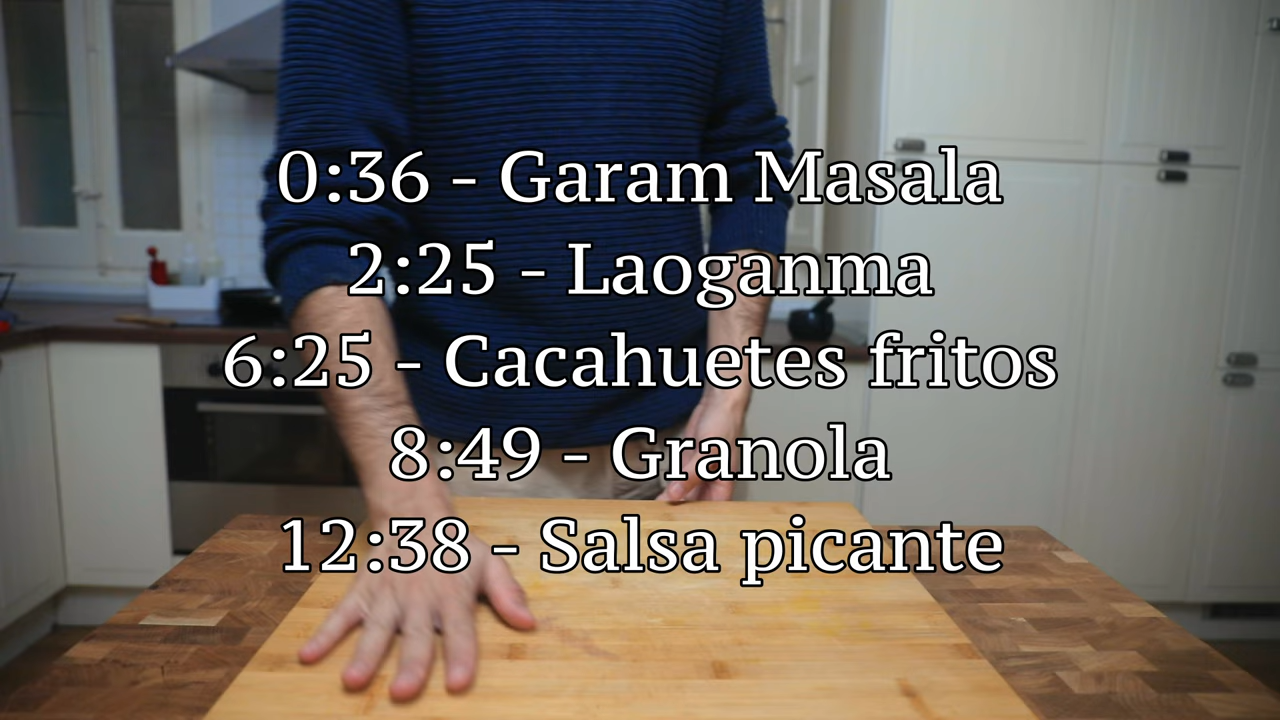 0:36 - Garam Masala
2:25 - Laoganma
6:25 - Cacahuetes fritos
8:49 - Granola
12:38 - Salsa picante